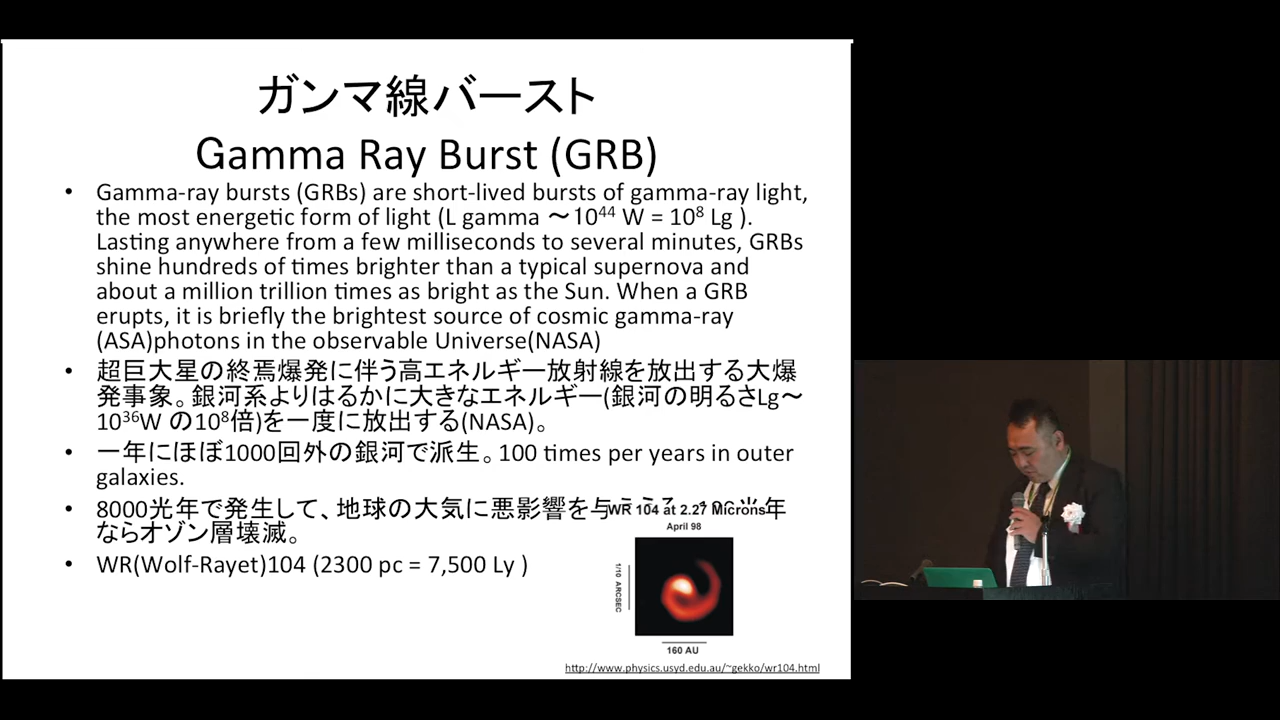 ガンマ線バースト
Gamma Ray Burst (GRB)
• Gamma-ray bursts (GRBs) are short-lived bursts of gamma-ray light,
the most energetic form of light (L gamma ～10⁴⁴ W = 10⁸ Lg ).
Lasting anywhere from a few milliseconds to several minutes, GRBs
shine hundreds of times brighter than a typical supernova and
about a million trillion times as bright as the Sun. When a GRB
erupts, it is briefly the brightest source of cosmic gamma-ray
(ASA)photons in the observable Universe(NASA)
• 超巨大星の終焉爆発に伴う高エネルギー放射線を放出する大爆
発事象。銀河系よりはるかに大きなエネルギー(銀河の明るさLg～
10³⁶W の10⁸倍)を一度に放出する(NASA)。
• 一年にほぼ1000回外の銀河で派生。100 times per years in outer
galaxies.
• 8000光年で発生して、地球の大気に悪影響を与 光年
ならオゾン層壊滅。
• WR(Wolf-Rayet)104 (2300 pc = 7,500 Ly )
WR 104 at 2.27 Microns
April 98
1/10 ARCSEC
160 AU
http://www.physics.usyd.edu.au/~gekko/wr104.html